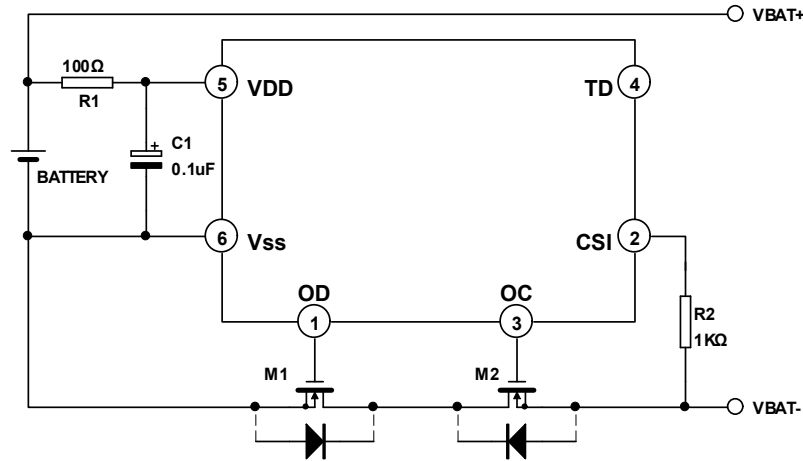 VBAT+
100Ω
R1
5 VDD
TD 4
C1
+
0.1uF
BATTERY
6 Vss
CSI 2
OD
OC
1
3
R2
1KΩ
M1
M2
VBAT-